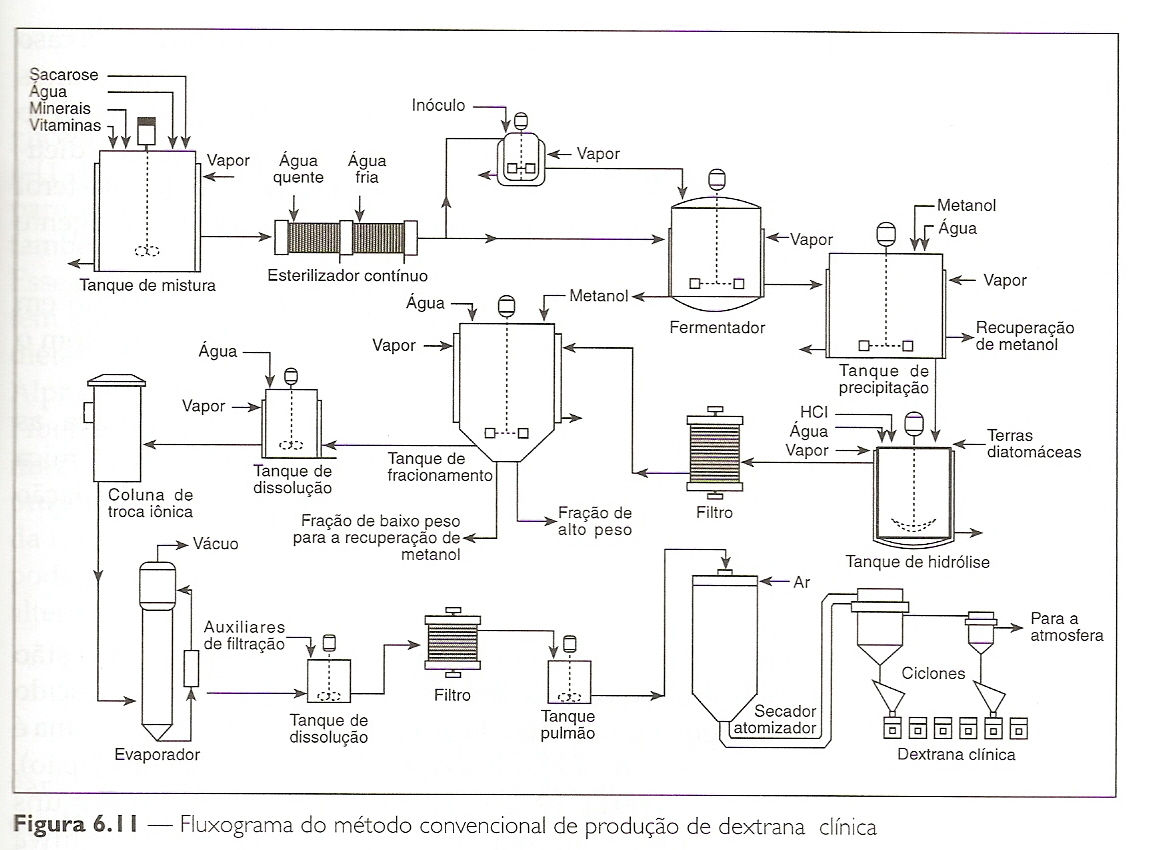 Sacarose
Água
Minerais
Vitaminas
Vapor
Tanque de mistura
Água
quente
Água
fria
Esterilizador contínuo
Inóculo
Vapor
Vapor
Fermentador
Metanol
Água
Vapor
Recuperação
de metanol
Tanque de
precipitação
HCl
Água
Vapor
Terras
diatomáceas
Tanque de hidrólise
Filtro
Água
Metanol
Vapor
Tanque de
fracionamento
Fração de baixo peso
para a recuperação de
metanol
Fração de
alto peso
Água
Vapor
Tanque de
dissolução
Coluna de
troca iônica
Vácuo
Evaporador
Auxiliares
de filtração
Tanque de
dissolução
Filtro
Tanque
pulmão
Ar
Secador
atomizador
Ciclones
Para a
atmosfera
Dextrana clínica
Figura 6.11 — Fluxograma do método convencional de produção de dextrana clínica